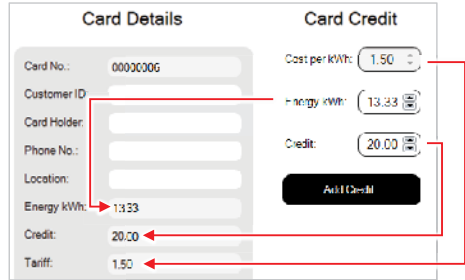 Card Details
Card No.: 00000006
Customer ID
Card Holder:
Phone No.:
Location:
Energy kWh: 13.33
Credit: 20.00
Tariff: 1.50
Card Credit
Cost per kWh: 1.50
Energy kWh: 13.33
Credit: 20.00
Add Credit